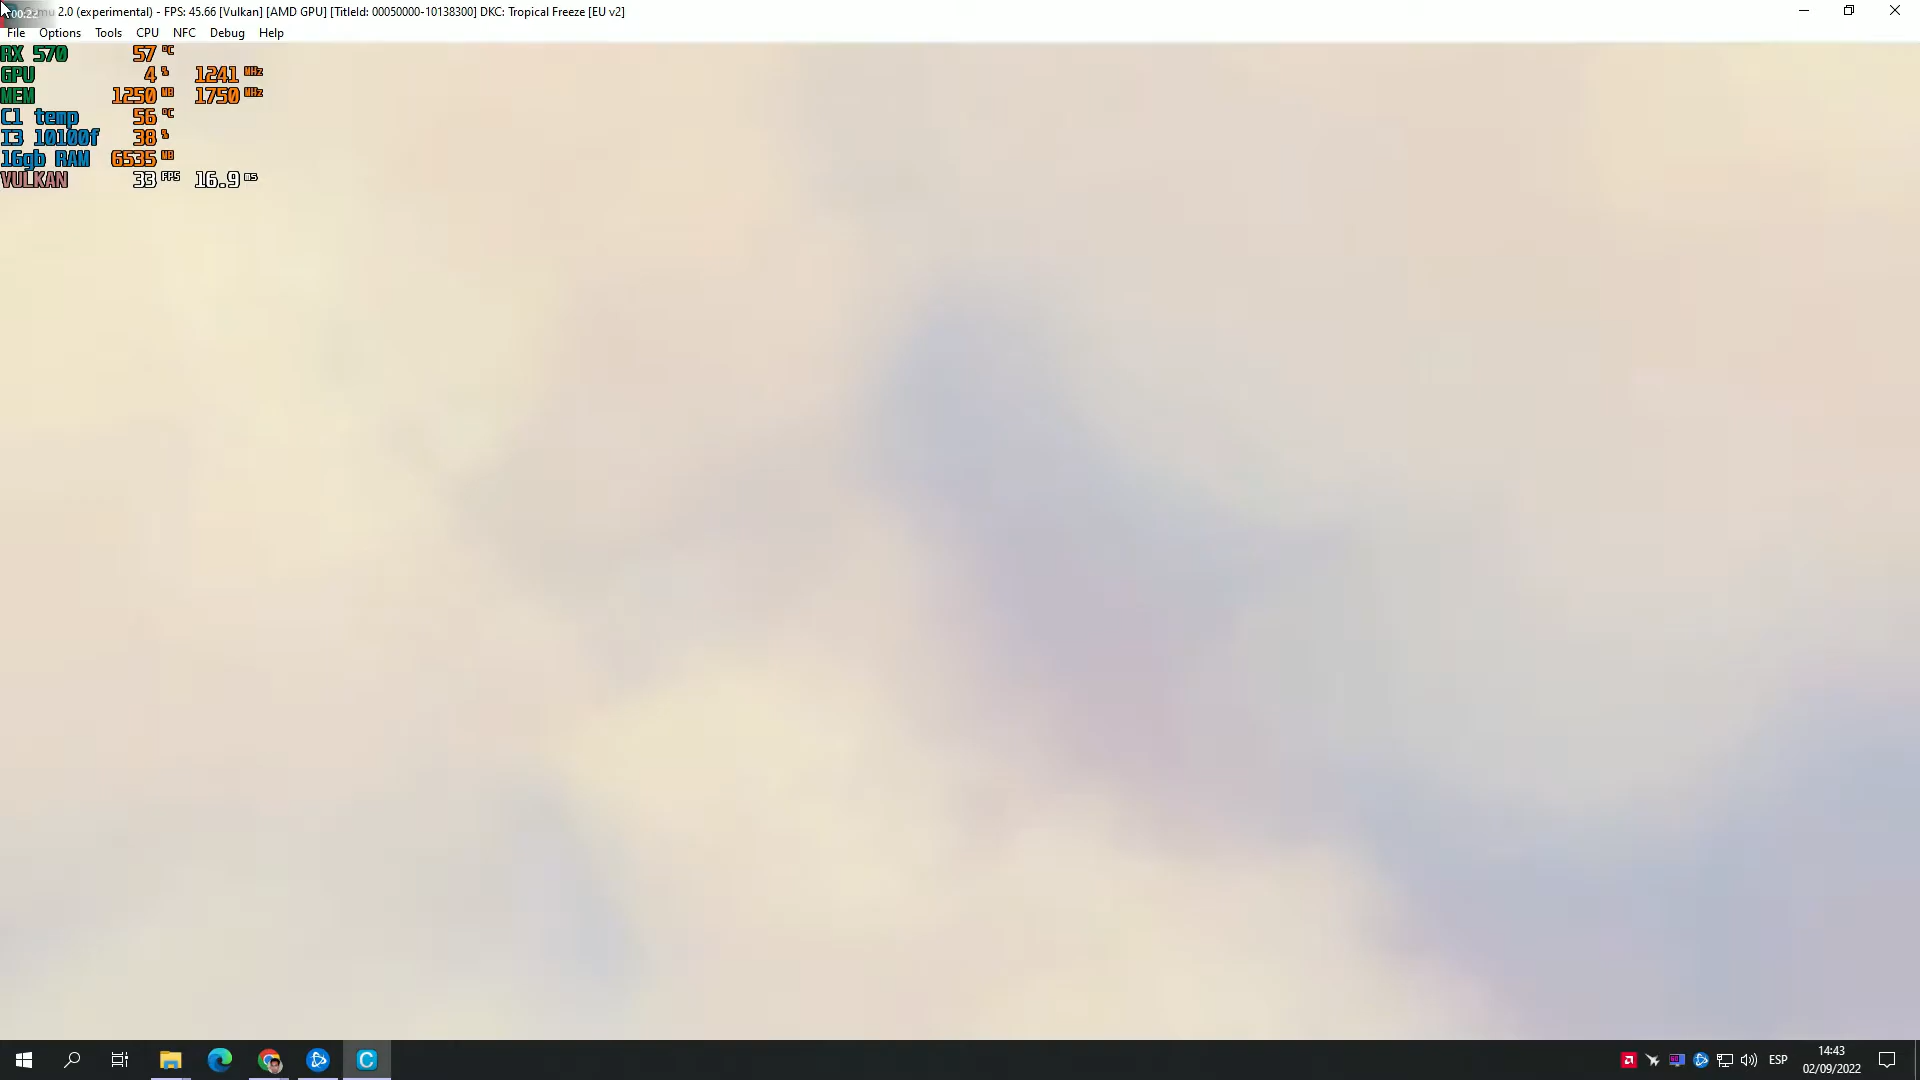 2.0 (experimental) - FPS: 45.66 [Vulkan] [AMD GPU] [TitleId: 00050000-10138300] DKC: Tropical Freeze [EU v2]
00:22
File Options Tools CPU NFC Debug Help
RX 570 57 °C
GPU 4 % 1241 MHz
MEM 1250 MB 1750 MHz
C1 temp 56 °C
I3 10100f 38 %
16gb RAM 6535 MB
VULKAN 33 FPS 16.9 ms
ESP
14:43
02/09/2022